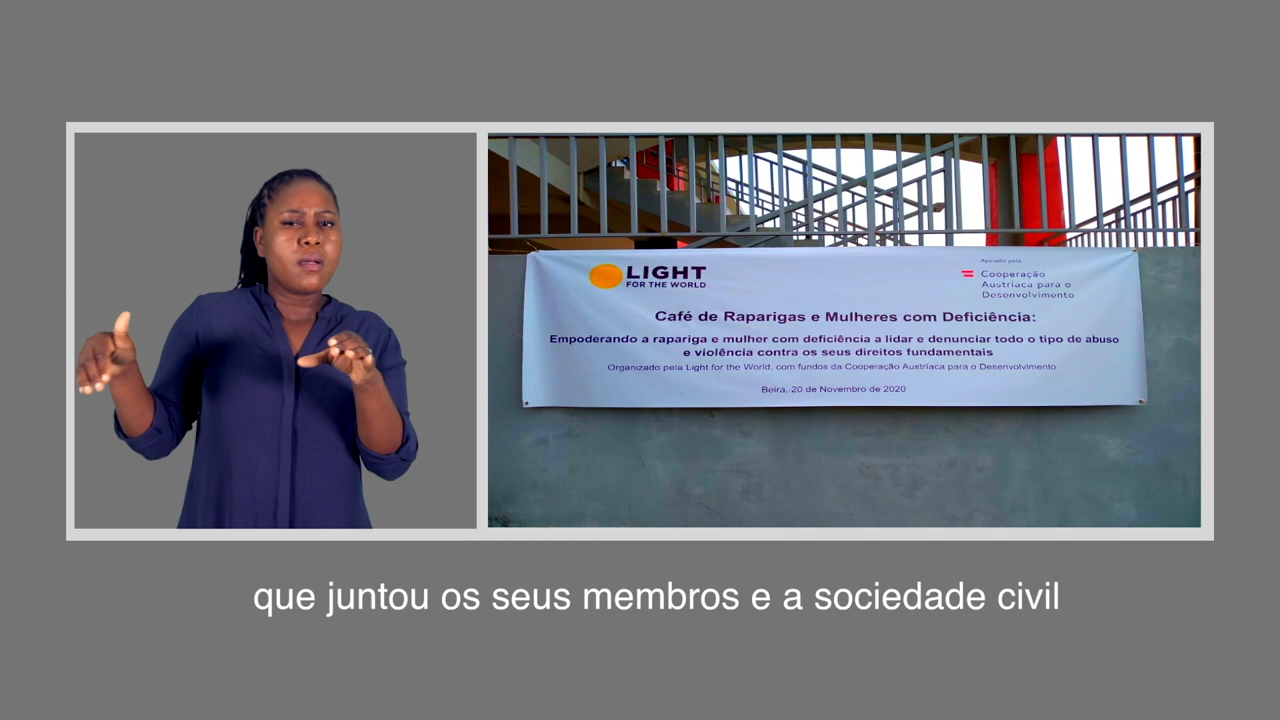 LIGHT
FOR THE WORLD
Apoiado pela
Cooperação
Austríaca para o
Desenvolvimento
Café de Raparigas e Mulheres com Deficiência:
Empoderando a rapariga e mulher com deficiência a lidar e denunciar todo o tipo de abuso
e violência contra os seus direitos fundamentais
Organizado pela Light for the World, com fundos da Cooperação Austríaca para o Desenvolvimento
Beira, 20 de Novembro de 2020
que juntou os seus membros e a sociedade civil